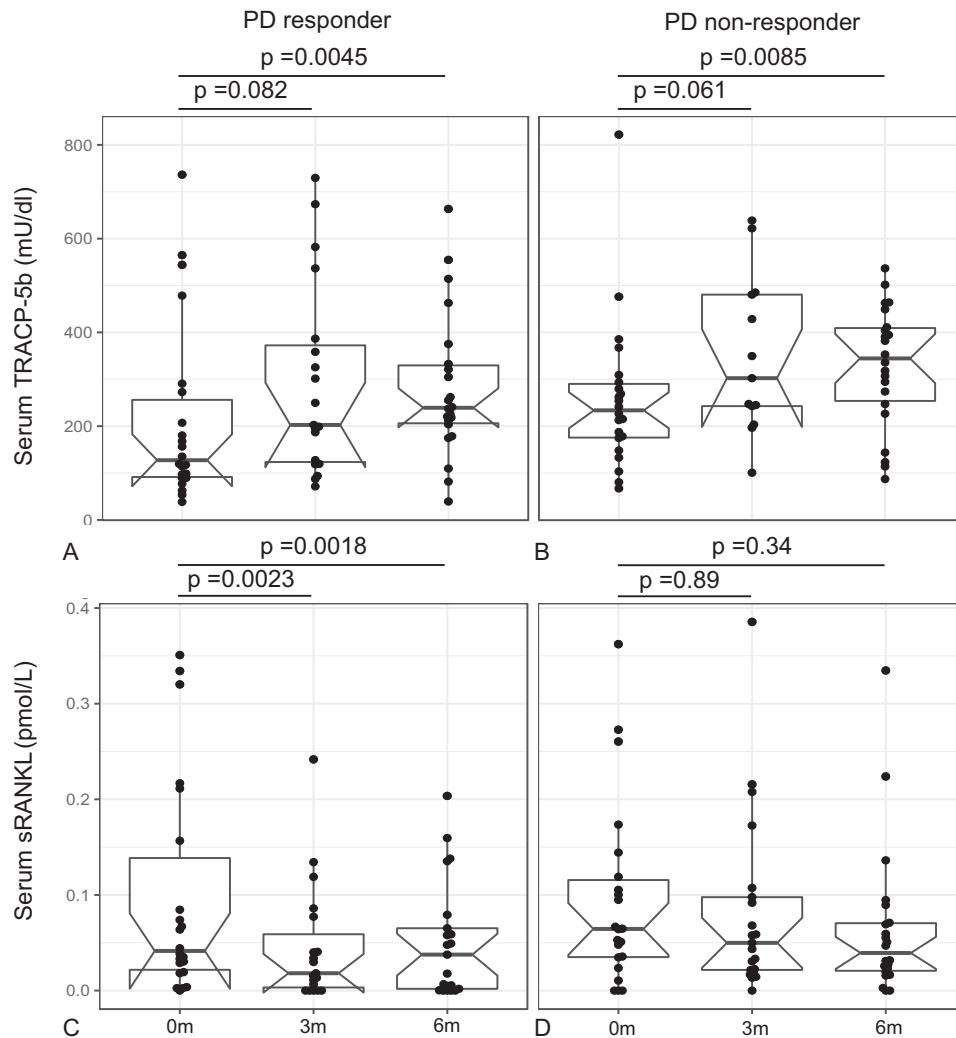 PD responder
PD non-responder
p =0.0045
p =0.0085
p =0.082
p =0.061
Serum TRACP-5b (mU/dl)
800
600
400
200
0
A
B
p =0.0018
p =0.34
p =0.0023
p =0.89
Serum sRANKL (pmol/L)
0.4
0.3
0.2
0.1
0.0
C
0m
3m
6m
D
0m
3m
6m